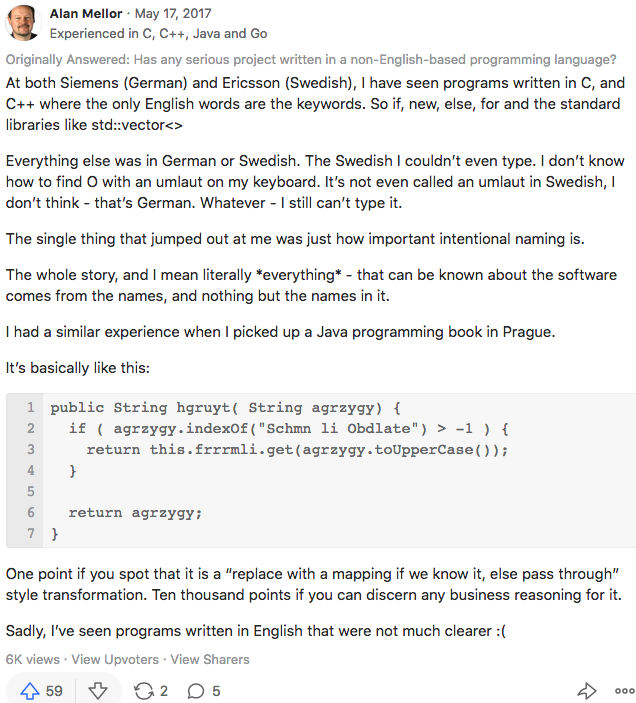 Alan Mellor · May 17, 2017
Experienced in C, C++, Java and Go
Originally Answered: Has any serious project written in a non-English-based programming language?
At both Siemens (German) and Ericsson (Swedish), I have seen programs written in C, and
C++ where the only English words are the keywords. So if, new, else, for and the standard
libraries like std::vector<>
Everything else was in German or Swedish. The Swedish I couldn’t even type. I don’t know
how to find O with an umlaut on my keyboard. It’s not even called an umlaut in Swedish, I
don’t think - that’s German. Whatever - I still can’t type it.
The single thing that jumped out at me was just how important intentional naming is.
The whole story, and I mean literally *everything* - that can be known about the software
comes from the names, and nothing but the names in it.
I had a similar experience when I picked up a Java programming book in Prague.
It’s basically like this:
1 public String hgruyt( String agrzygy) {
2 if ( agrzygy.indexOf("Schmn li Obdlate") > -1 ) {
3 return this.frrrmli.get(agrzygy.toUpperCase());
4 }
5
6 return agrzygy;
7 }
One point if you spot that it is a “replace with a mapping if we know it, else pass through”
style transformation. Ten thousand points if you can discern any business reasoning for it.
Sadly, I’ve seen programs written in English that were not much clearer :(
6K views · View Upvoters · View Sharers
59 2 5